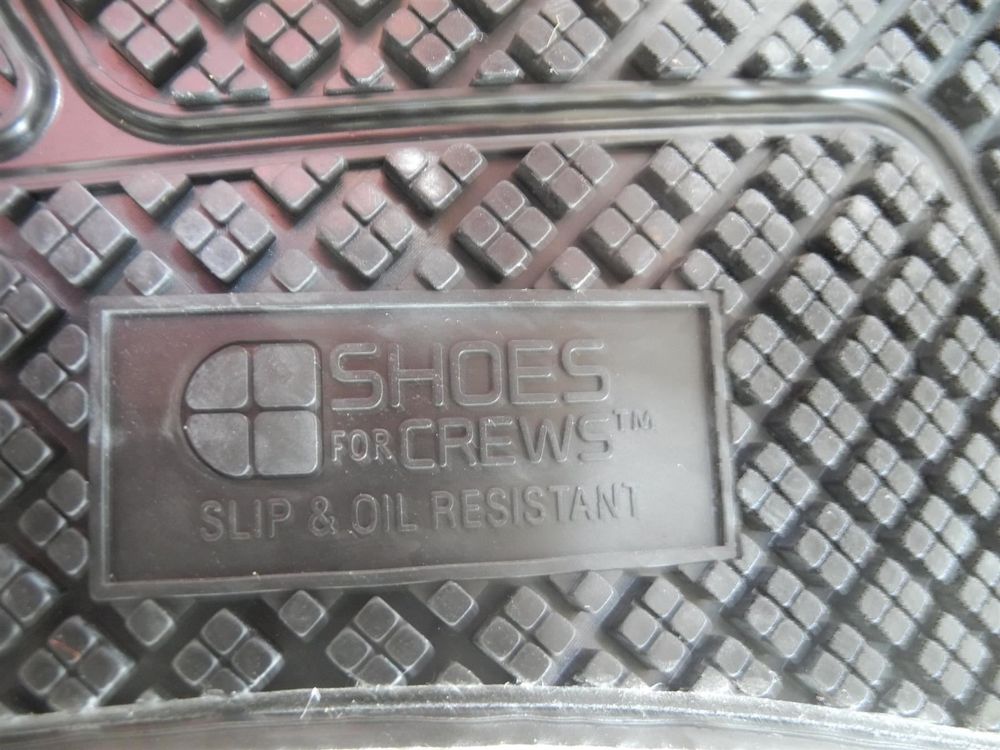 SHOES
FOR CREWS™
SLIP & OIL RESISTANT